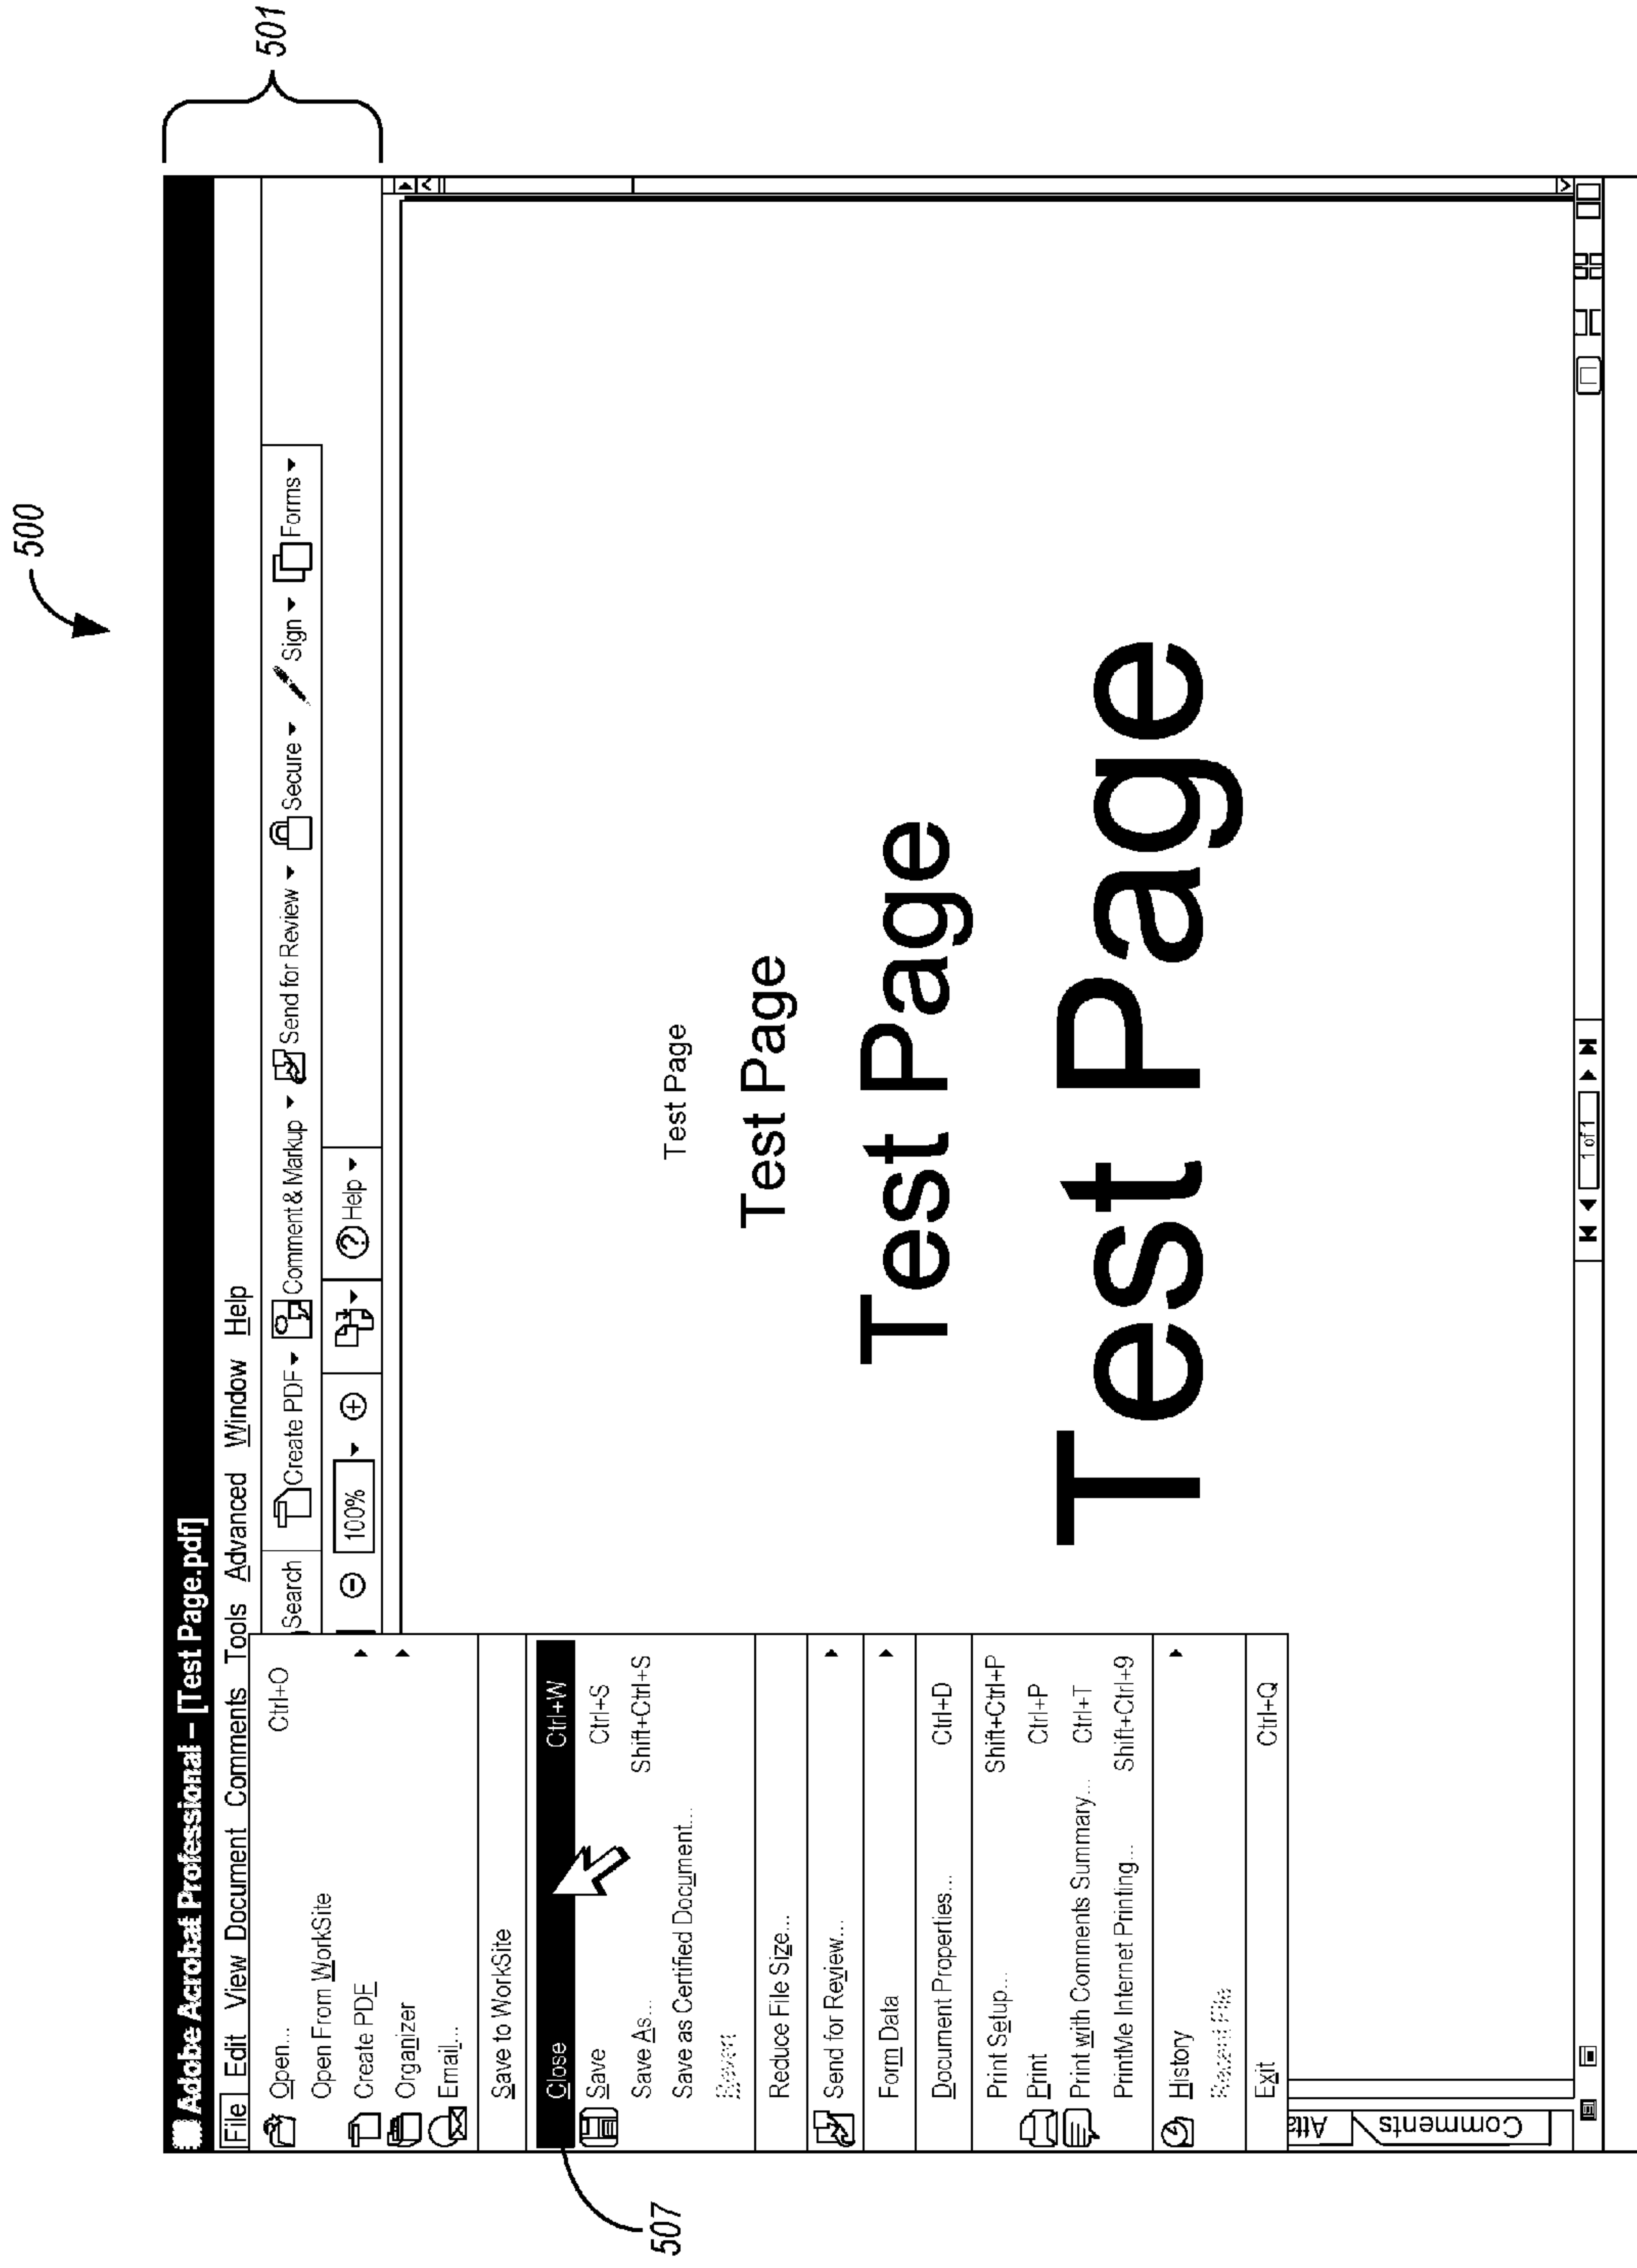 500
501
Adobe Acrobat Professional – [Test Page.pdf]
File Edit View Document Comments Tools Advanced Window Help
Search Create PDF Comment & Markup Send for Review Secure Sign Forms
100% Help
Open... Ctrl+O
Open From WorkSite
Create PDF
Organizer
Email...
Save to WorkSite
Close Ctrl+W
Save Ctrl+S
Save As... Shift+Ctrl+S
Save as Certified Document...
Revert
Reduce File Size...
Send for Review...
Form Data
Document Properties... Ctrl+D
Print Setup... Shift+Ctrl+P
Print Ctrl+P
Print with Comments Summary... Ctrl+T
PrintMe Internet Printing... Shift+Ctrl+9
History
Recent File
Exit Ctrl+Q
507
Test Page
Test Page
Test Page
Test Page
Atta
Comments
1 of 1